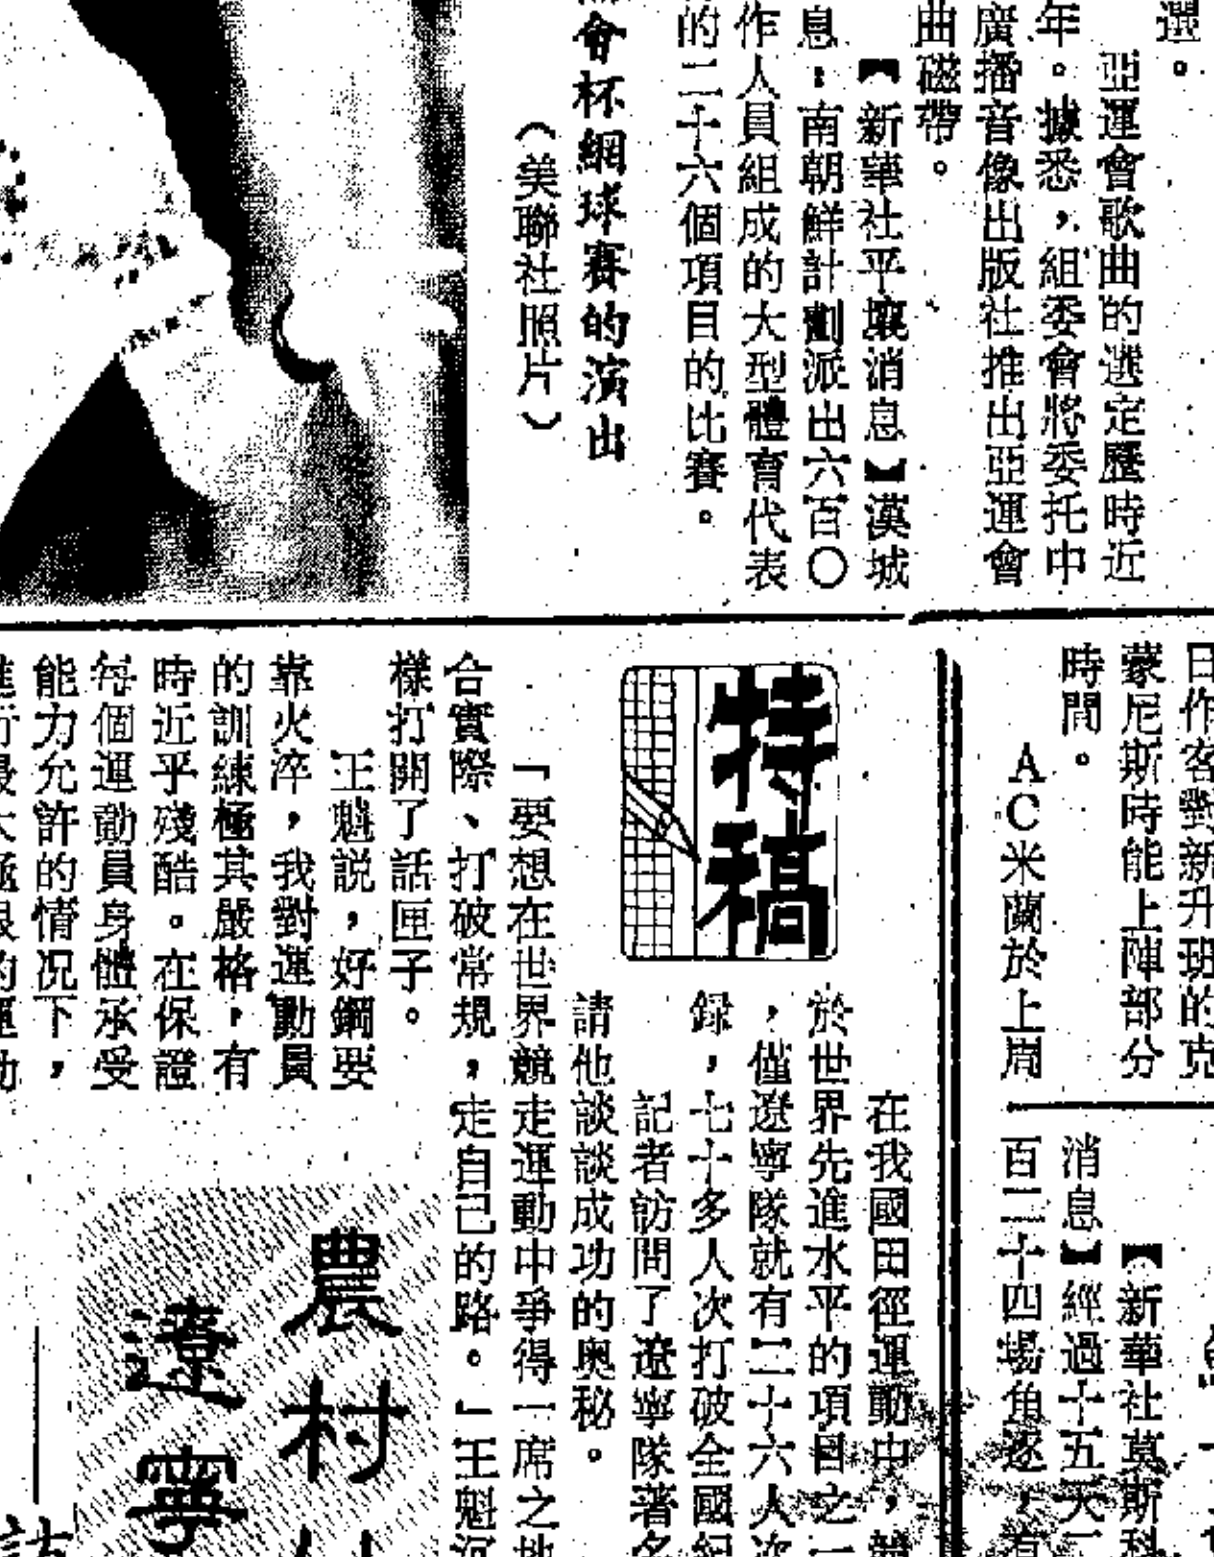 選。
亞運會歌曲的選定歷時近
年。據悉，組委會將委托中
廣播音像出版社推出亞運會
曲磁帶。
【新華社平壤消息】漢城
息：南朝鮮計劃派出六百〇
作人員組成的大型體育代表
的二十六個項目的比賽。
會杯網球賽的演出
（美聯社照片）
日作客對新升班的克
蒙尼斯時能上陣部分
時間。
AC米蘭於上周
【新華社莫斯科
消息】經過十五天
百二十四場角逐，有
特稿
在我國田徑運動中，競
於世界先進水平的項目之一
，僅遼寧隊就有二十六人次
録，七十多人次打破全國紀
記者訪問了遼寧隊著名
請他談談成功的奥秘。
「要想在世界競走運動中爭得一席之地
合實際、打破常規，走自己的路。」王魁河
樣打開了話匣子。
王魁説，好鋼要
靠火淬，我對運動員
的訓練極其嚴格，有
時近乎殘酷。在保證
每個運動員身體承受
能力允許的情况下，
農村
遼寧
訪